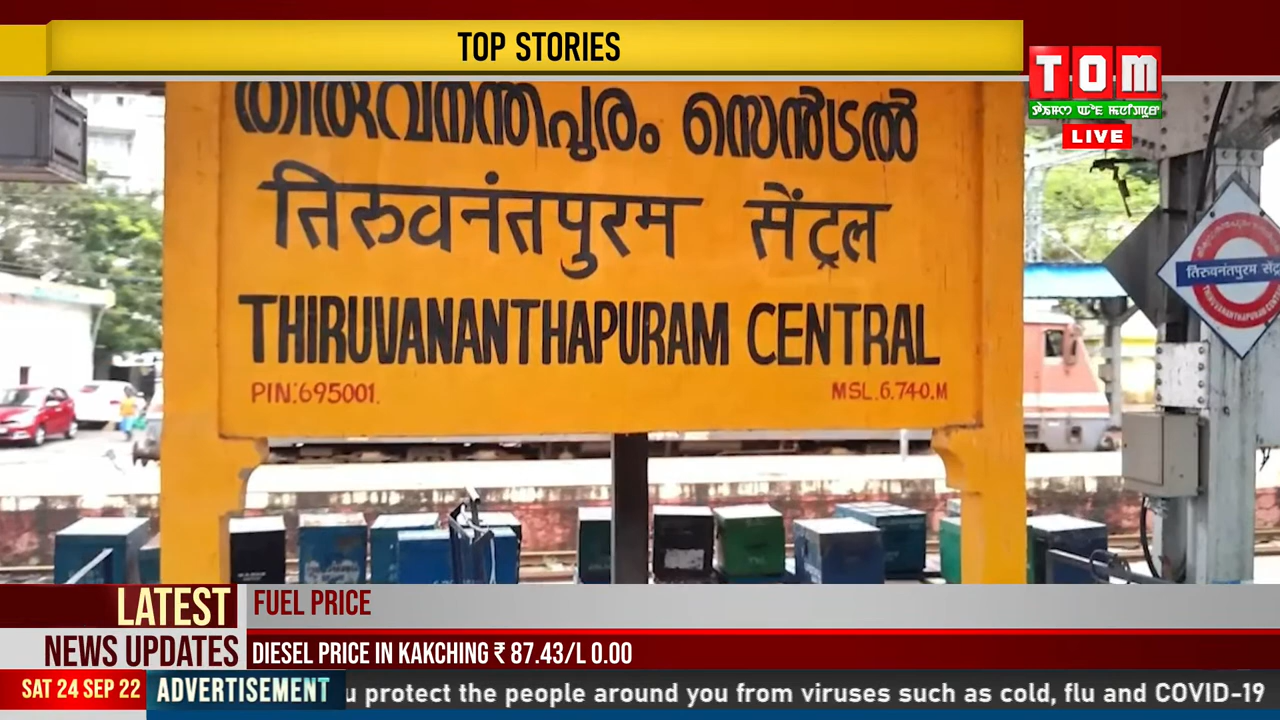 TOP STORIES
TOM
LIVE
തിരുവനന്തപുരം സെൻട്രൽ
तिरुवनंतपुरम सेंट्रल
THIRUVANANTHAPURAM CENTRAL
PIN:695001.
MSL.6.740.M
तिरुवनंतपुरम
LATEST
NEWS UPDATES
FUEL PRICE
DIESEL PRICE IN KAKCHING ₹ 87.43/L 0.00
SAT 24 SEP 22
ADVERTISEMENT
u protect the people around you from viruses such as cold, flu and COVID-19